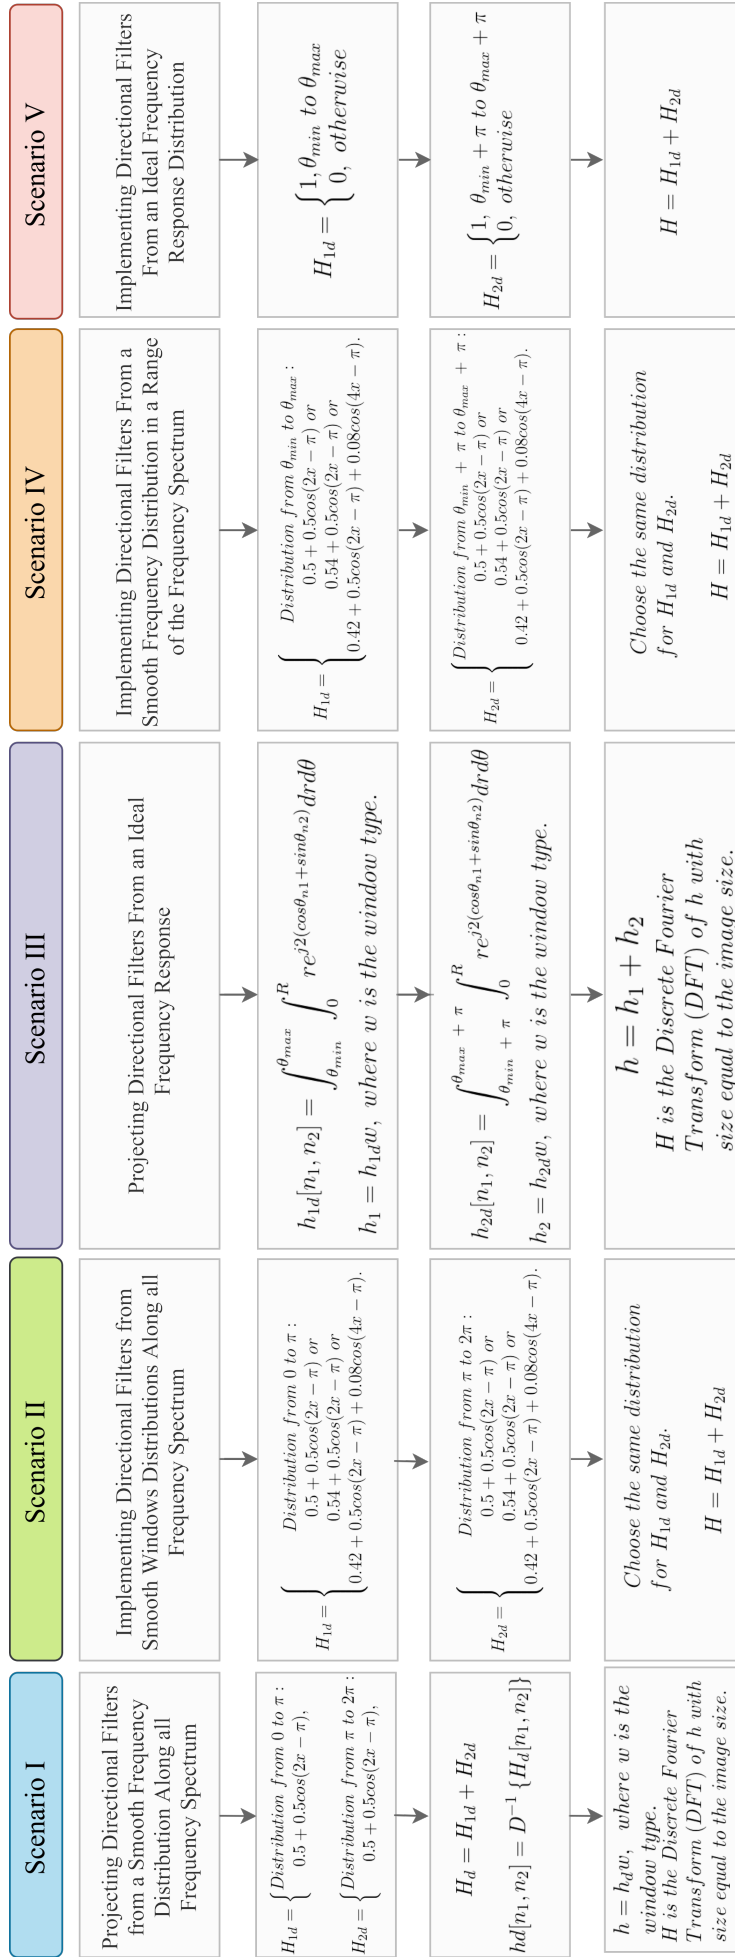 Scenario I
Projecting Directional Filters
from a Smooth Frequency
Distribution Along all
Frequency Spectrum
H_{1d} = { Distribution from 0 to π :
0.5 + 0.5cos(2x − π),
H_{2d} = { Distribution from π to 2π :
0.5 + 0.5cos(2x − π),
H_d = H_{1d} + H_{2d}
hd[n_1, n_2] = D^{-1} {H_d[n_1, n_2]}
h = h_d w, where w is the
window type.
H is the Discrete Fourier
Transform (DFT) of h with
size equal to the image size.
Scenario II
Implementing Directional Filters from
Smooth Windows Distributions Along all
Frequency Spectrum
H_{1d} = { Distribution from 0 to π :
0.5 + 0.5cos(2x − π) or
0.54 + 0.5cos(2x − π) or
0.42 + 0.5cos(2x − π) + 0.08cos(4x − π).
H_{2d} = { Distribution from π to 2π :
0.5 + 0.5cos(2x − π) or
0.54 + 0.5cos(2x − π) or
0.42 + 0.5cos(2x − π) + 0.08cos(4x − π).
Choose the same distribution
for H_{1d} and H_{2d}.
H = H_{1d} + H_{2d}
Scenario III
Projecting Directional Filters From an Ideal
Frequency Response
h_{1d}[n_1, n_2] = ∫_{θ_{min}}^{θ_{max}} ∫_0^R re^{j2(cosθ_{n1}+sinθ_{n2})}drdθ
h_1 = h_{1d}w, where w is the window type.
h_{2d}[n_1, n_2] = ∫_{θ_{min} + π}^{θ_{max} + π} ∫_0^R re^{j2(cosθ_{n1}+sinθ_{n2})}drdθ
h_2 = h_{2d}w, where w is the window type.
h = h_1 + h_2
H is the Discrete Fourier
Transform (DFT) of h with
size equal to the image size.
Scenario IV
Implementing Directional Filters From a
Smooth Frequency Distribution in a Range
of the Frequency Spectrum
H_{1d} = { Distribution from θ_{min} to θ_{max} :
0.5 + 0.5cos(2x − π) or
0.54 + 0.5cos(2x − π) or
0.42 + 0.5cos(2x − π) + 0.08cos(4x − π).
H_{2d} = { Distribution from θ_{min} + π to θ_{max} + π :
0.5 + 0.5cos(2x − π) or
0.54 + 0.5cos(2x − π) or
0.42 + 0.5cos(2x − π) + 0.08cos(4x − π).
Choose the same distribution
for H_{1d} and H_{2d}.
H = H_{1d} + H_{2d}
Scenario V
Implementing Directional Filters
From an Ideal Frequency
Response Distribution
H_{1d} = { 1, θ_{min} to θ_{max}
0, otherwise
H_{2d} = { 1, θ_{min} + π to θ_{max} + π
0, otherwise
H = H_{1d} + H_{2d}